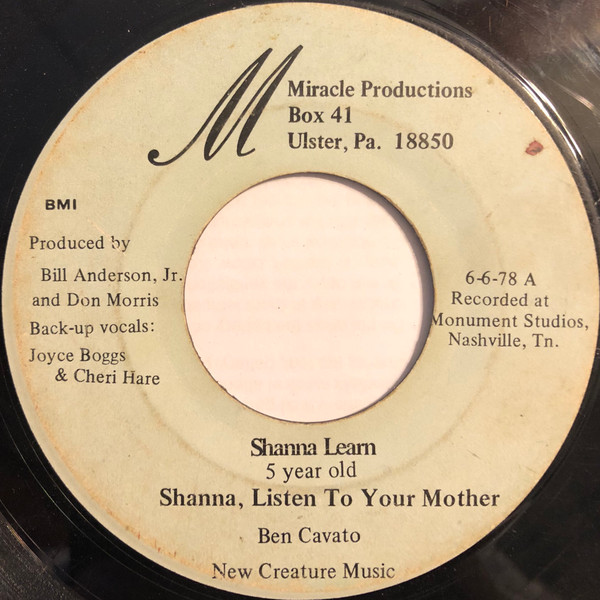 M
Miracle Productions
Box 41
Ulster, Pa. 18850
BMI
Produced by
Bill Anderson, Jr.
and Don Morris
Back-up vocals:
Joyce Boggs
& Cheri Hare
6-6-78 A
Recorded at
Monument Studios,
Nashville, Tn.
Shanna Learn
5 year old
Shanna, Listen To Your Mother
Ben Cavato
New Creature Music